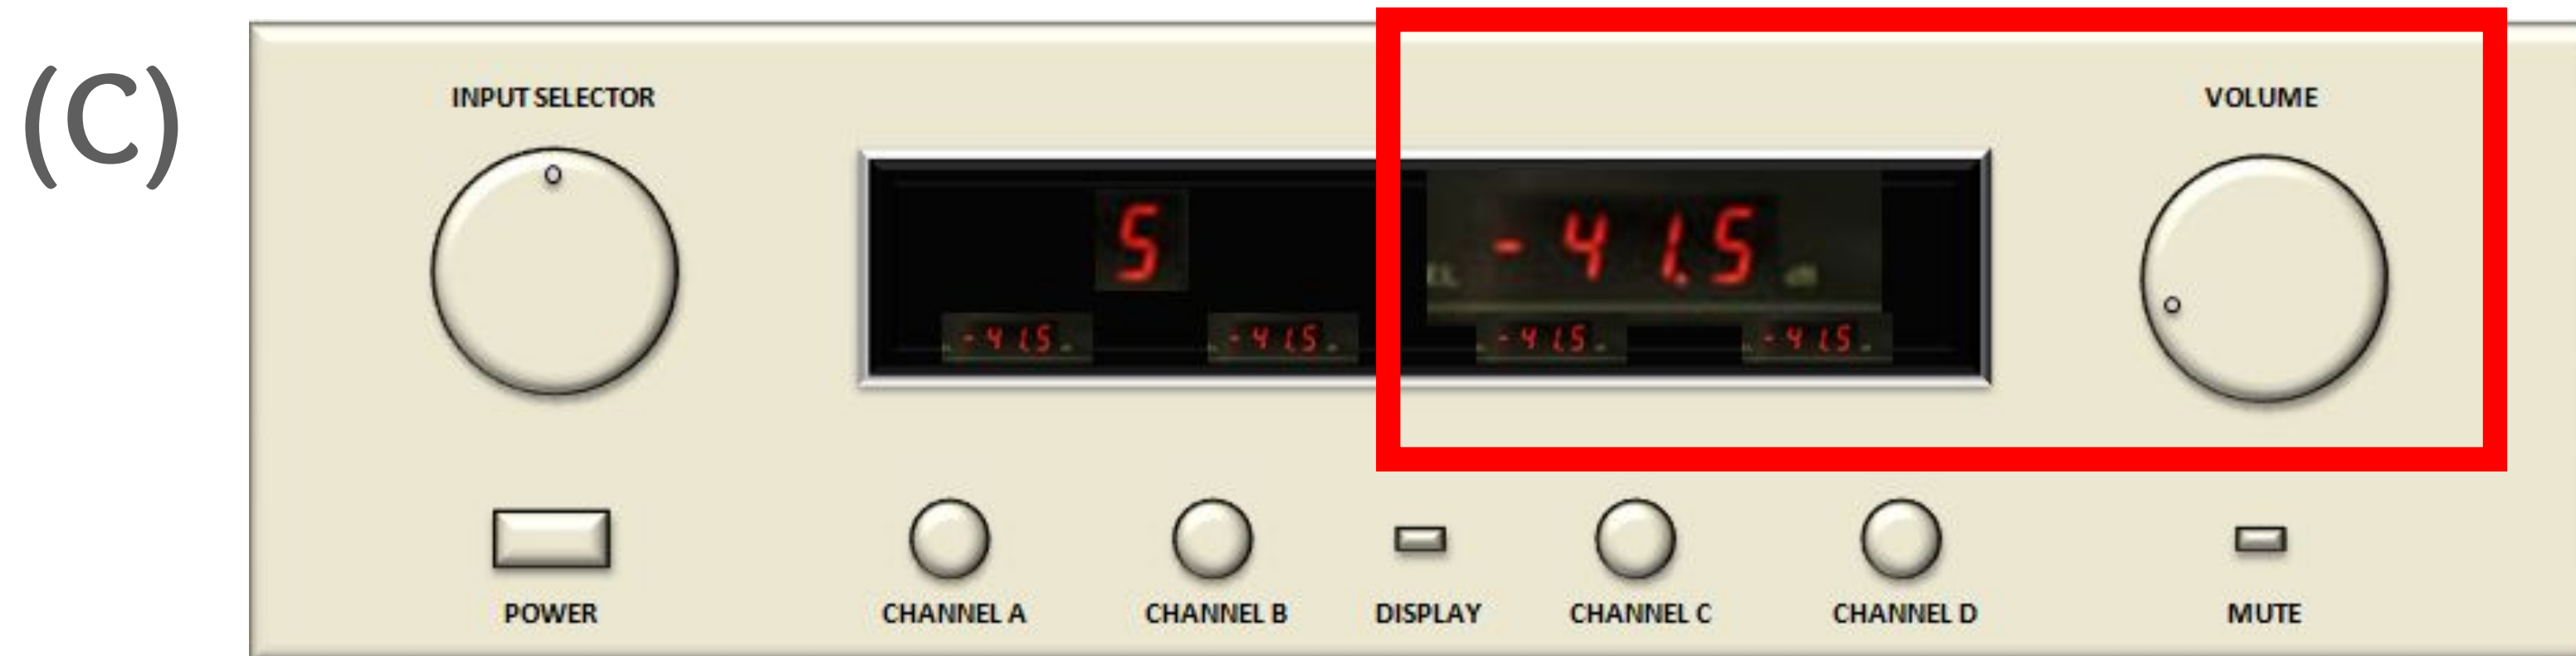 (C)
INPUT SELECTOR
VOLUME
5
-41.5 dB
-41.5
-41.5
-41.5
-41.5
POWER
CHANNEL A
CHANNEL B
DISPLAY
CHANNEL C
CHANNEL D
MUTE